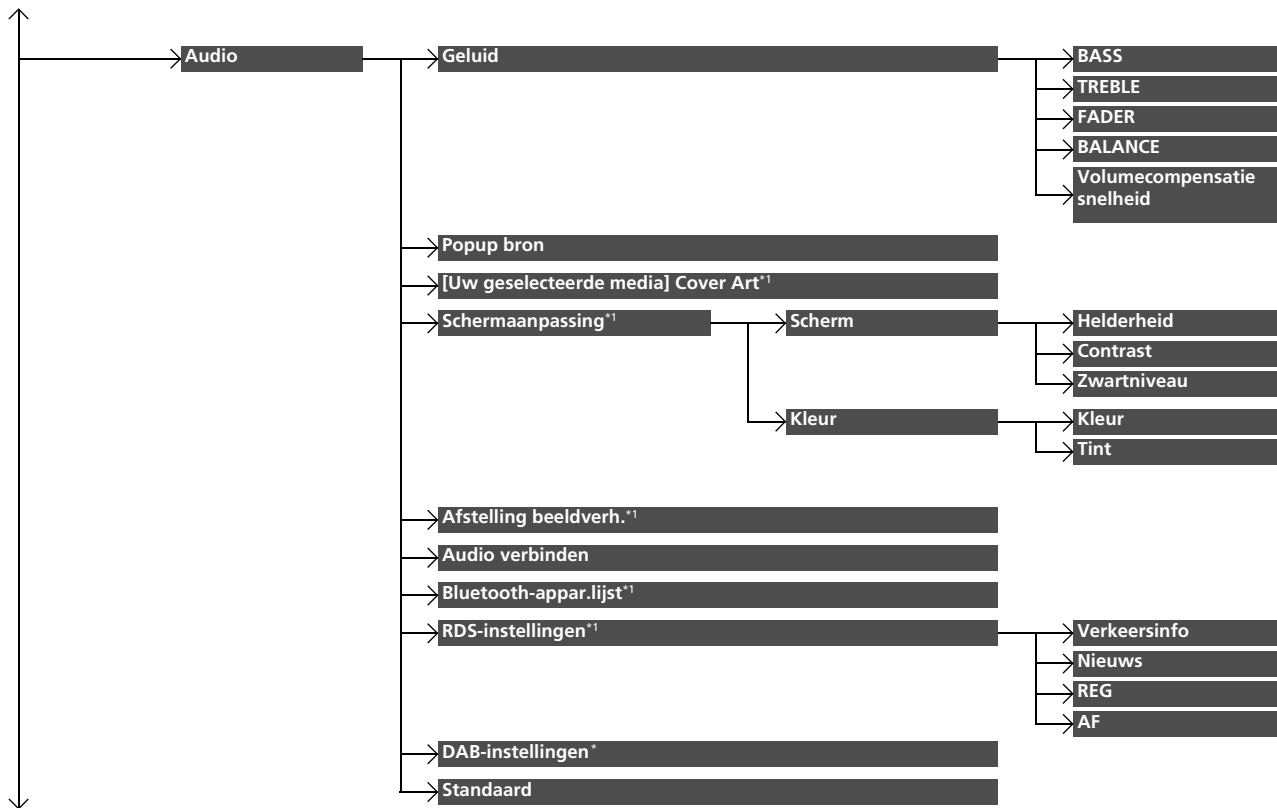 Audio
Geluid
BASS
TREBLE
FADER
BALANCE
Volumecompensatie
snelheid
Popup bron
[Uw geselecteerde media] Cover Art*1
Schermaanpassing*1
Scherm
Helderheid
Contrast
Zwartniveau
Kleur
Kleur
Tint
Afstelling beeldverh.*1
Audio verbinden
Bluetooth-appar.lijst*1
RDS-instellingen*1
Verkeersinfo
Nieuws
REG
AF
DAB-instellingen*
Standaard